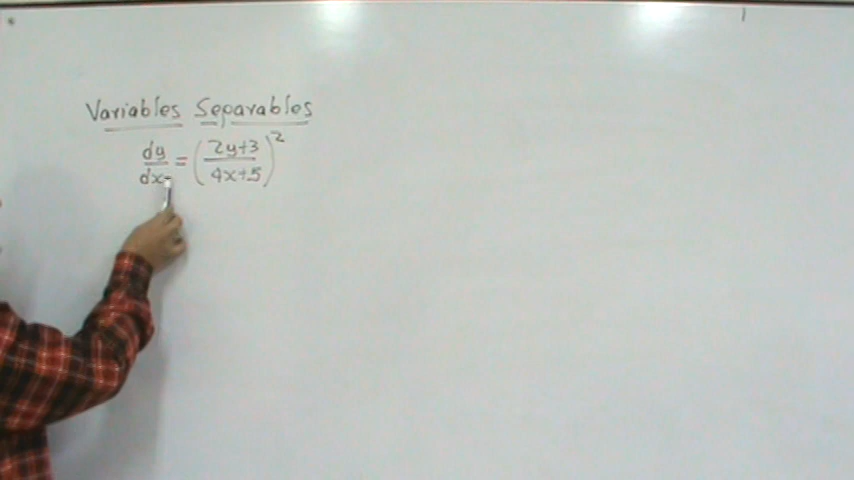 Variables Separables
dy/dx = ((2y+3)/(4x+5))^2